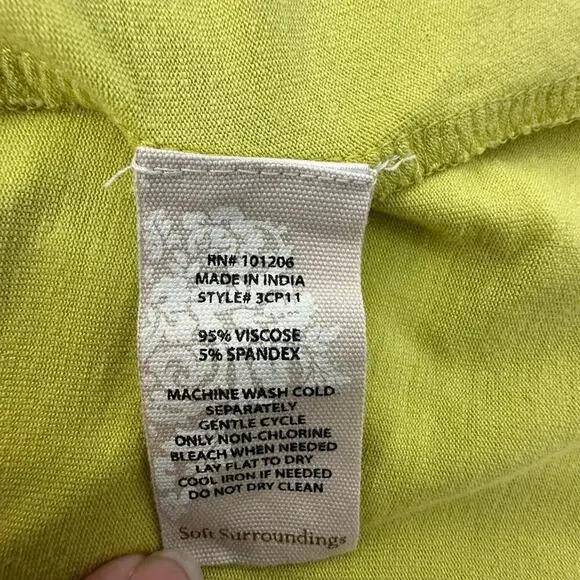 RN# 101206
MADE IN INDIA
STYLE# 3CP11
95% VISCOSE
5% SPANDEX
MACHINE WASH COLD
SEPARATELY
GENTLE CYCLE
ONLY NON-CHLORINE
BLEACH WHEN NEEDED
LAY FLAT TO DRY
COOL IRON IF NEEDED
DO NOT DRY CLEAN
Soft Surroundings